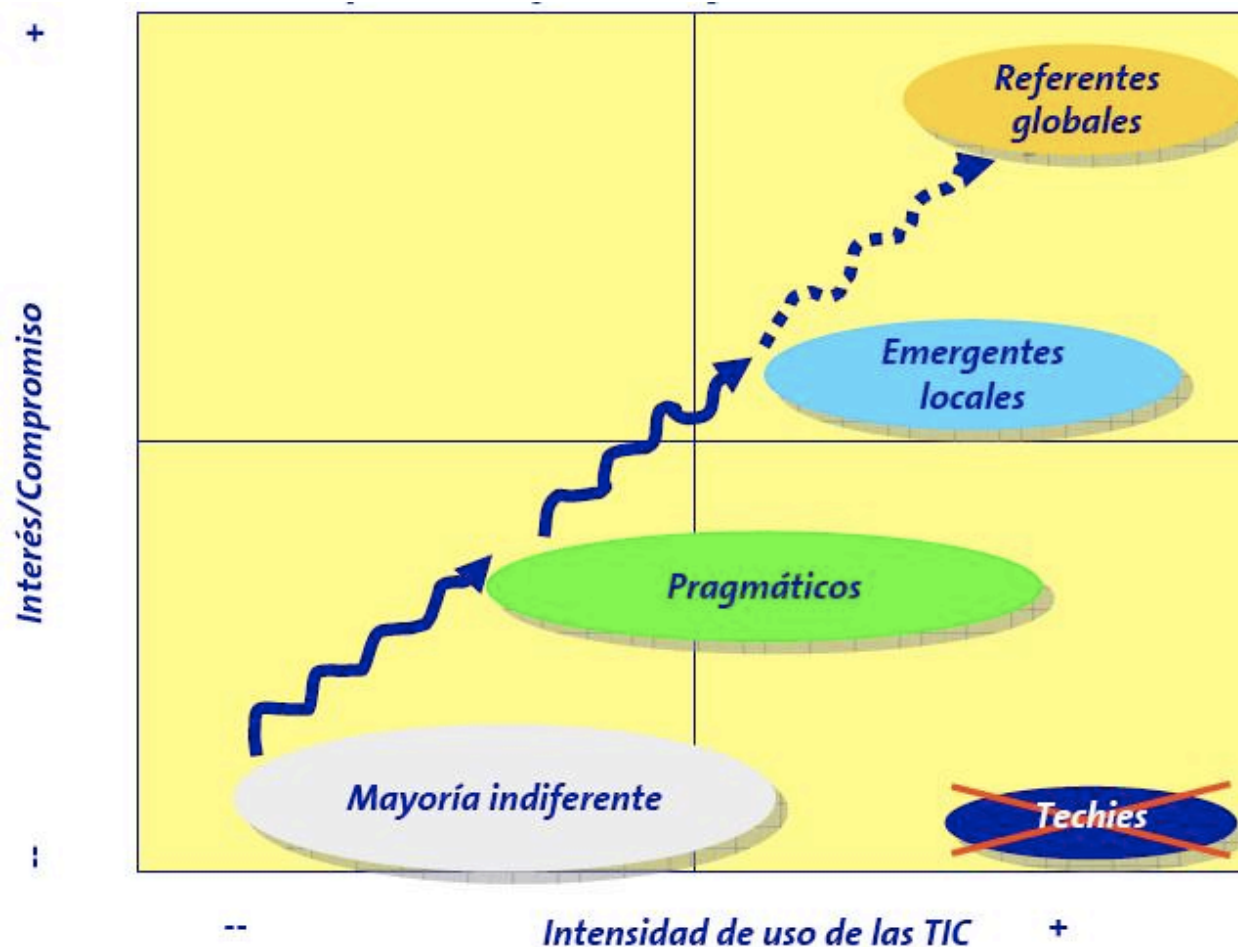 +
Referentes
globales
Emergentes
locales
Interés/Compromiso
Pragmáticos
Mayoría indiferente
Techies
--
--
Intensidad de uso de las TIC
+